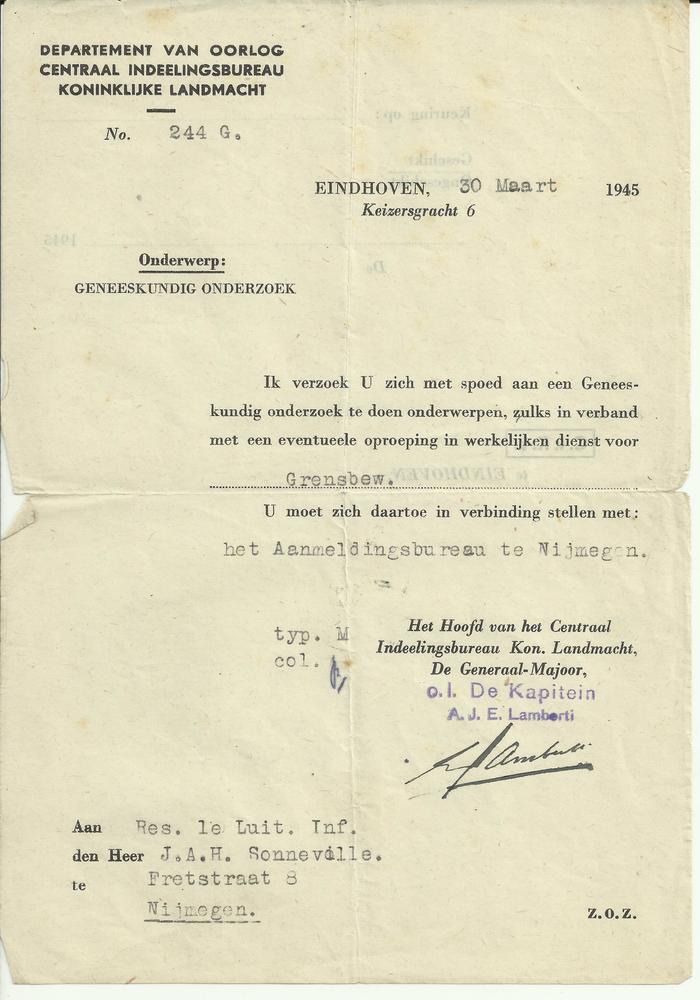 DEPARTEMENT VAN OORLOG
CENTRAAL INDEELINGSBUREAU
KONINKLIJKE LANDMACHT
No. 244 G.
EINDHOVEN, 30 Maart 1945
Keizersgracht 6
Onderwerp:
GENEESKUNDIG ONDERZOEK
Ik verzoek U zich met spoed aan een Genees-
kundig onderzoek te doen onderwerpen, zulks in verband
met een eventueele oproeping in werkelijken dienst voor
Grensbew.
U moet zich daartoe in verbinding stellen met:
het Aanmeldingsbureau te Nijmegen.
typ. M
col.
Het Hoofd van het Centraal
Indeelingsbureau Kon. Landmacht,
De Generaal-Majoor,
o.l. De Kapitein
A. J. E. Lamberti
Aan Res. 1e Luit. Inf.
den Heer J.A.H. Sonneville.
te Fretstraat 8
Nijmegen.
Z.O.Z.